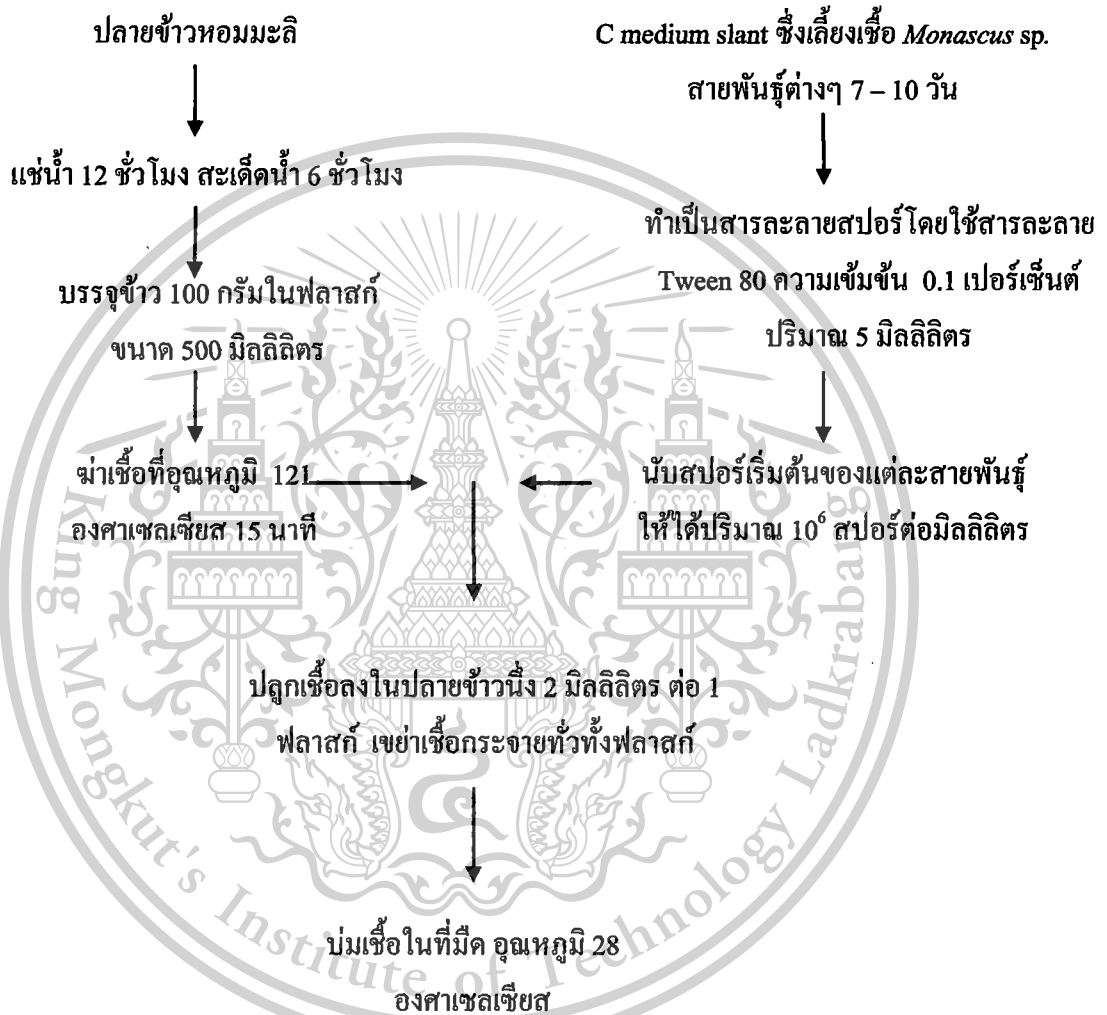 ปลายข้าวหอมมะลิ
แช่น้ำ 12 ชั่วโมง สะเด็ดน้ำ 6 ชั่วโมง
บรรจุข้าว 100 กรัมในฟลาสก์
ขนาด 500 มิลลิลิตร
ฆ่าเชื้อที่อุณหภูมิ 121
องศาเซลเซียส 15 นาที
C medium slant ซึ่งเลี้ยงเชื้อ Monascus sp.
สายพันธุ์ต่างๆ 7 – 10 วัน
ทำเป็นสารละลายสปอร์โดยใช้สารละลาย
Tween 80 ความเข้มข้น 0.1 เปอร์เซ็นต์
ปริมาณ 5 มิลลิลิตร
นับสปอร์เริ่มต้นของแต่ละสายพันธุ์
ให้ได้ปริมาณ 10⁶ สปอร์ต่อมิลลิลิตร
ปลูกเชื้อลงในปลายข้าวนึ่ง 2 มิลลิลิตร ต่อ 1
ฟลาสก์ เขย่าเชื้อกระจายทั่วทั้งฟลาสก์
บ่มเชื้อในที่มืด อุณหภูมิ 28
องศาเซลเซียส
King Mongkut's Institute of Technology Ladkrabang